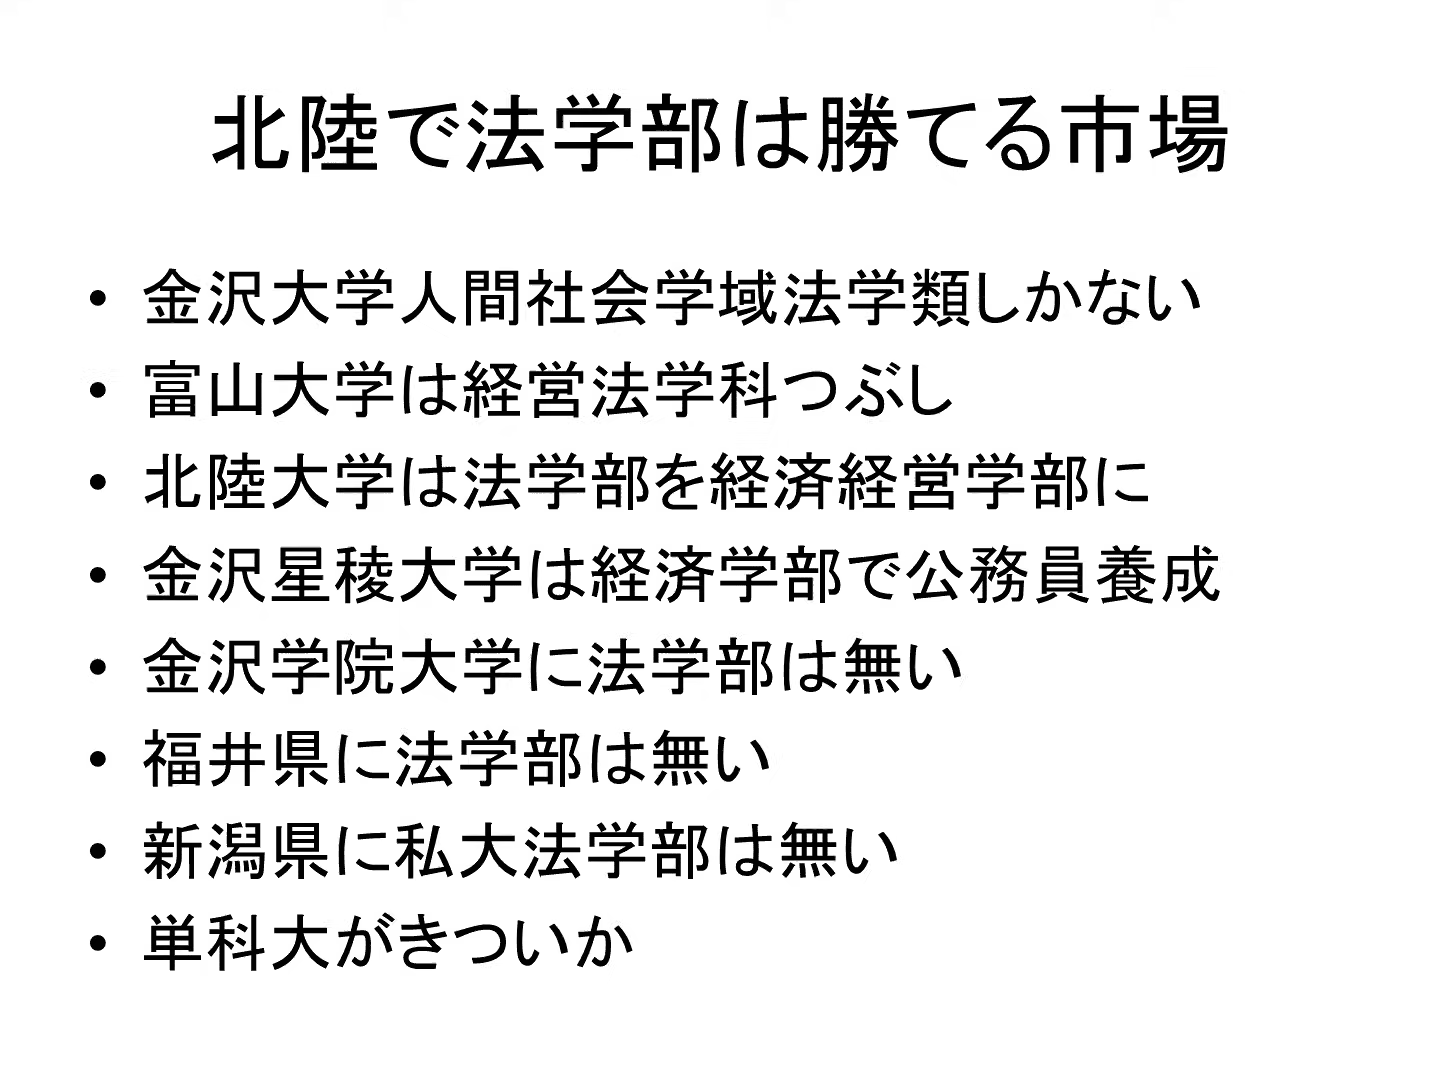 北陸で法学部は勝てる市場
• 金沢大学人間社会学域法学類しかない
• 富山大学は経営法学科つぶし
• 北陸大学は法学部を経済経営学部に
• 金沢星稜大学は経済学部で公務員養成
• 金沢学院大学に法学部は無い
• 福井県に法学部は無い
• 新潟県に私大法学部は無い
• 単科大がきついか